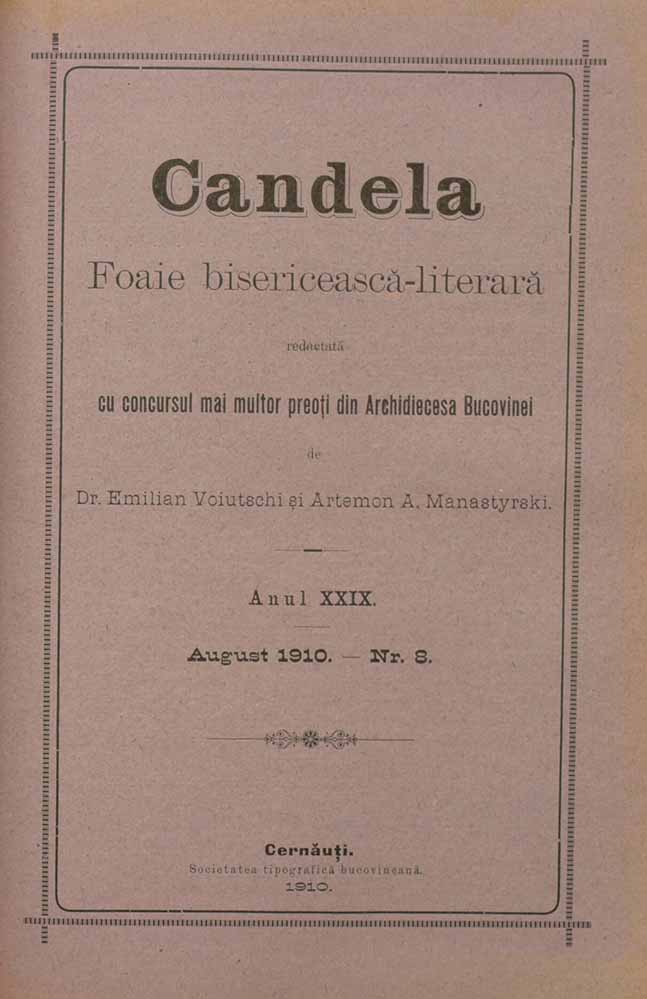 Candela
Foaie bisericească-literară
redactată
cu concursul mai multor preoți din Archidiecesa Bucovinei
de
Dr. Emilian Voiutschi și Artemon A. Manastyrski.
Anul XXIX.
August 1910. — Nr. 8.
Cernăuți.
Societatea tipografică bucovineană.
1910.